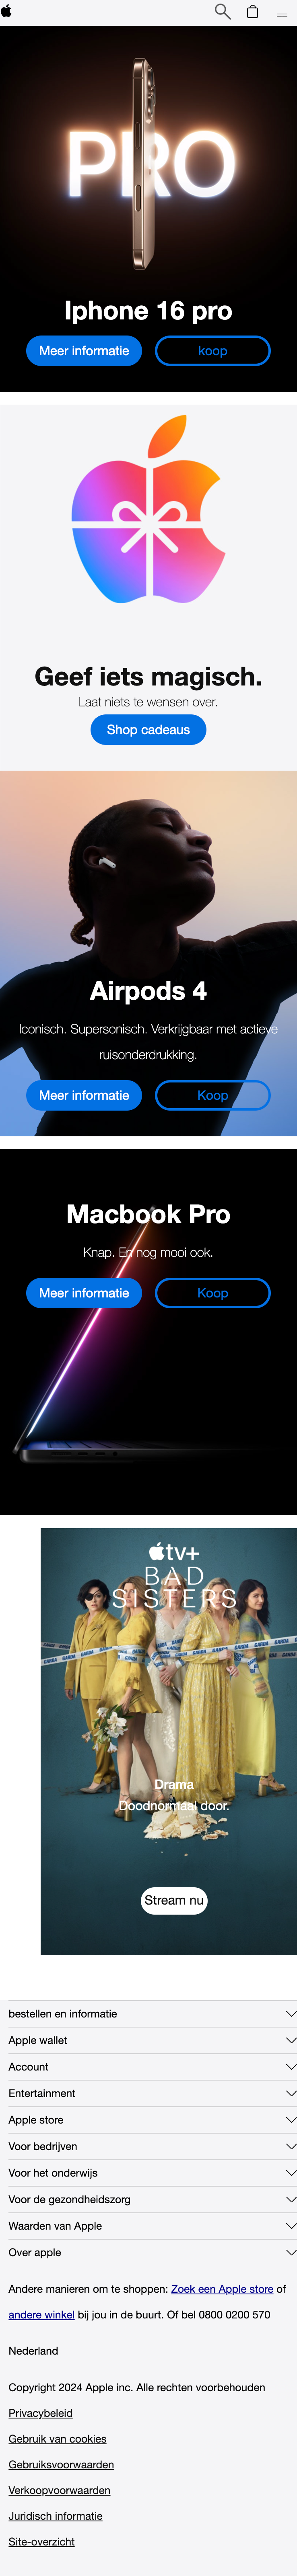 PRO
Iphone 16 pro
Meer informatie
koop
Geef iets magisch.
Laat niets te wensen over.
Shop cadeaus
Airpods 4
Iconisch. Supersonisch. Verkrijgbaar met actieve
ruisonderdrukking.
Meer informatie
Koop
Macbook Pro
Knap. En nog mooi ook.
Meer informatie
Koop
tv+
BAD
SISTERS
GARDA GARDA GARDA
Drama
Doodnormaal door.
Stream nu
bestellen en informatie
Apple wallet
Account
Entertainment
Apple store
Voor bedrijven
Voor het onderwijs
Voor de gezondheidszorg
Waarden van Apple
Over apple
Andere manieren om te shoppen: Zoek een Apple store of
andere winkel bij jou in de buurt. Of bel 0800 0200 570
Nederland
Copyright 2024 Apple inc. Alle rechten voorbehouden
Privacybeleid
Gebruik van cookies
Gebruiksvoorwaarden
Verkoopvoorwaarden
Juridisch informatie
Site-overzicht